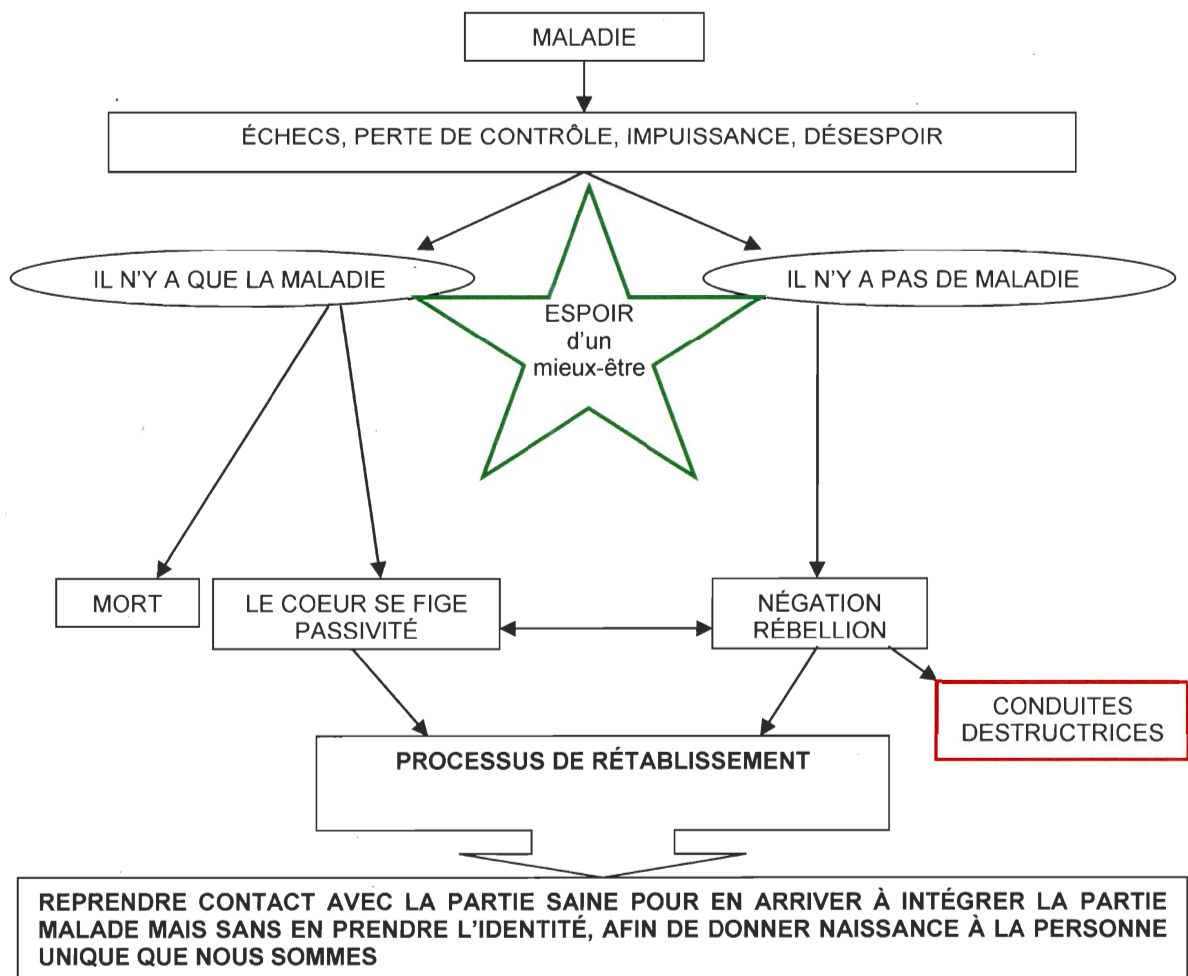 MALADIE
ÉCHECS, PERTE DE CONTRÔLE, IMPUISSANCE, DÉSESPOIR
IL N'Y A QUE LA MALADIE
IL N'Y A PAS DE MALADIE
ESPOIR
d'un
mieux-être
MORT
LE COEUR SE FIGE
PASSIVITÉ
NÉGATION
RÉBELLION
CONDUITES
DESTRUCTRICES
PROCESSUS DE RÉTABLISSEMENT
REPRENDRE CONTACT AVEC LA PARTIE SAINE POUR EN ARRIVER À INTÉGRER LA PARTIE
MALADE MAIS SANS EN PRENDRE L'IDENTITÉ, AFIN DE DONNER NAISSANCE À LA PERSONNE
UNIQUE QUE NOUS SOMMES